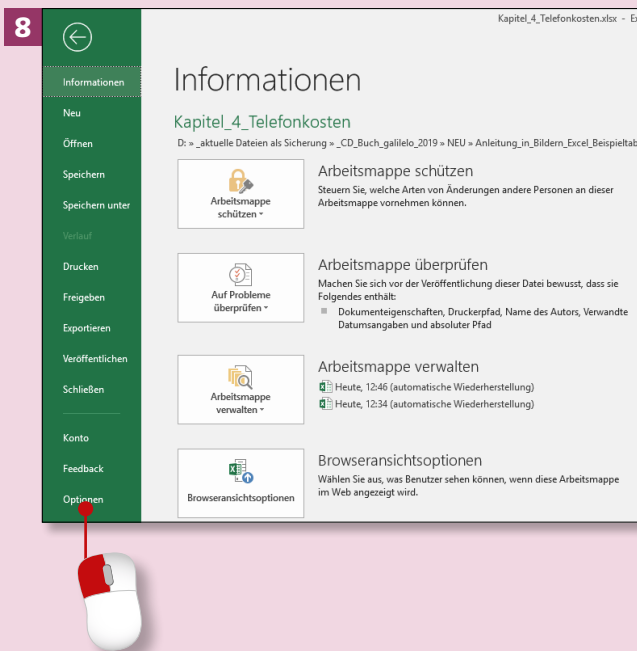 8
Kapitel_4_Telefonkosten.xlsx - Ex
Informationen
Neu
Öffnen
Speichern
Speichern unter
Verlauf
Drucken
Freigeben
Exportieren
Veröffentlichen
Schließen
Konto
Feedback
Optionen
Informationen
Kapitel_4_Telefonkosten
D: » _aktuelle Dateien als Sicherung » _CD_Buch_galilelo_2019 » NEU » Anleitung_in_Bildern_Excel_Beispieltab
Arbeitsmappe
schützen
Arbeitsmappe schützen
Steuern Sie, welche Arten von Änderungen andere Personen an dieser
Arbeitsmappe vornehmen können.
Auf Probleme
überprüfen
Arbeitsmappe überprüfen
Machen Sie sich vor der Veröffentlichung dieser Datei bewusst, dass sie
Folgendes enthält:
Dokumenteigenschaften, Druckerpfad, Name des Autors, Verwandte
Datumsangaben und absoluter Pfad
Arbeitsmappe
verwalten
Arbeitsmappe verwalten
Heute, 12:46 (automatische Wiederherstellung)
Heute, 12:34 (automatische Wiederherstellung)
Browseransichtsoptionen
Browseransichtsoptionen
Wählen Sie aus, was Benutzer sehen können, wenn diese Arbeitsmappe
im Web angezeigt wird.